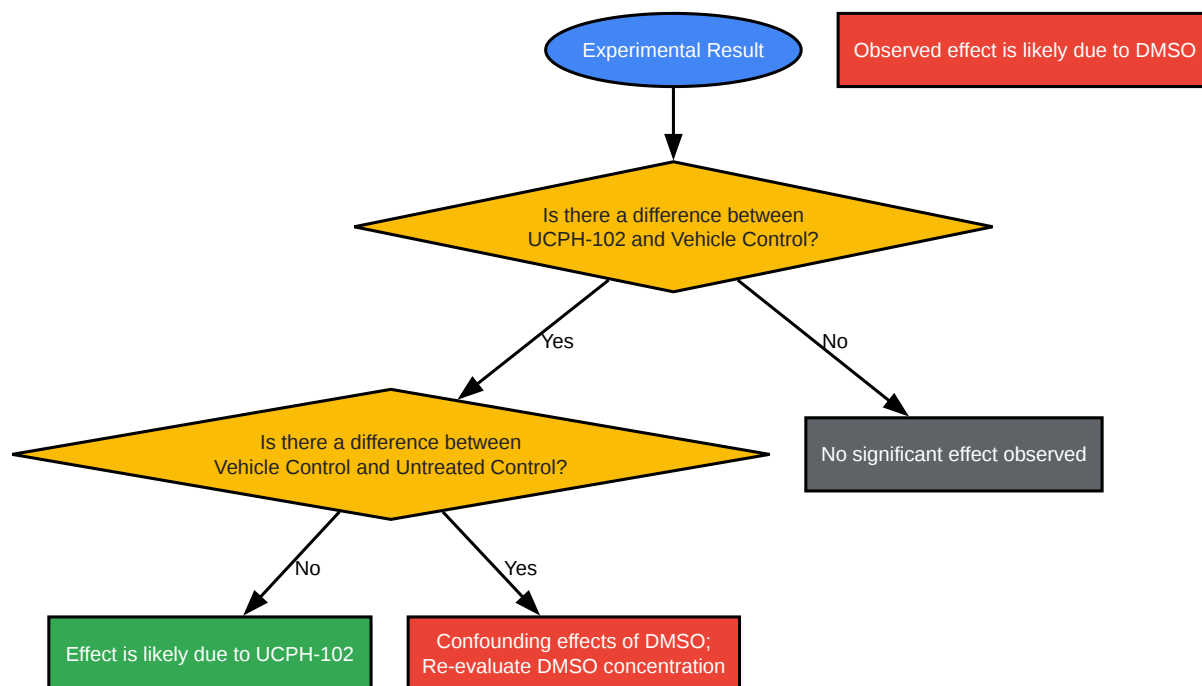 Experimental Result
Observed effect is likely due to DMSO
Is there a difference between
UCPH-102 and Vehicle Control?
Yes
No
Is there a difference between
Vehicle Control and Untreated Control?
No significant effect observed
No
Yes
Effect is likely due to UCPH-102
Confounding effects of DMSO;
Re-evaluate DMSO concentration